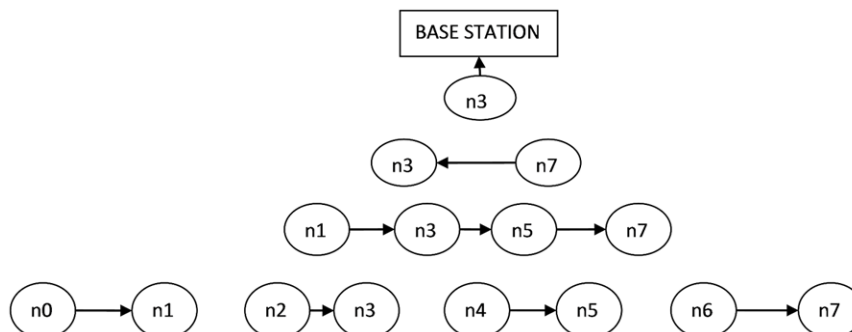 BASE STATION
n3
n3 n7
n1 n3 n5 n7
n0 n1 n2 n3 n4 n5 n6 n7